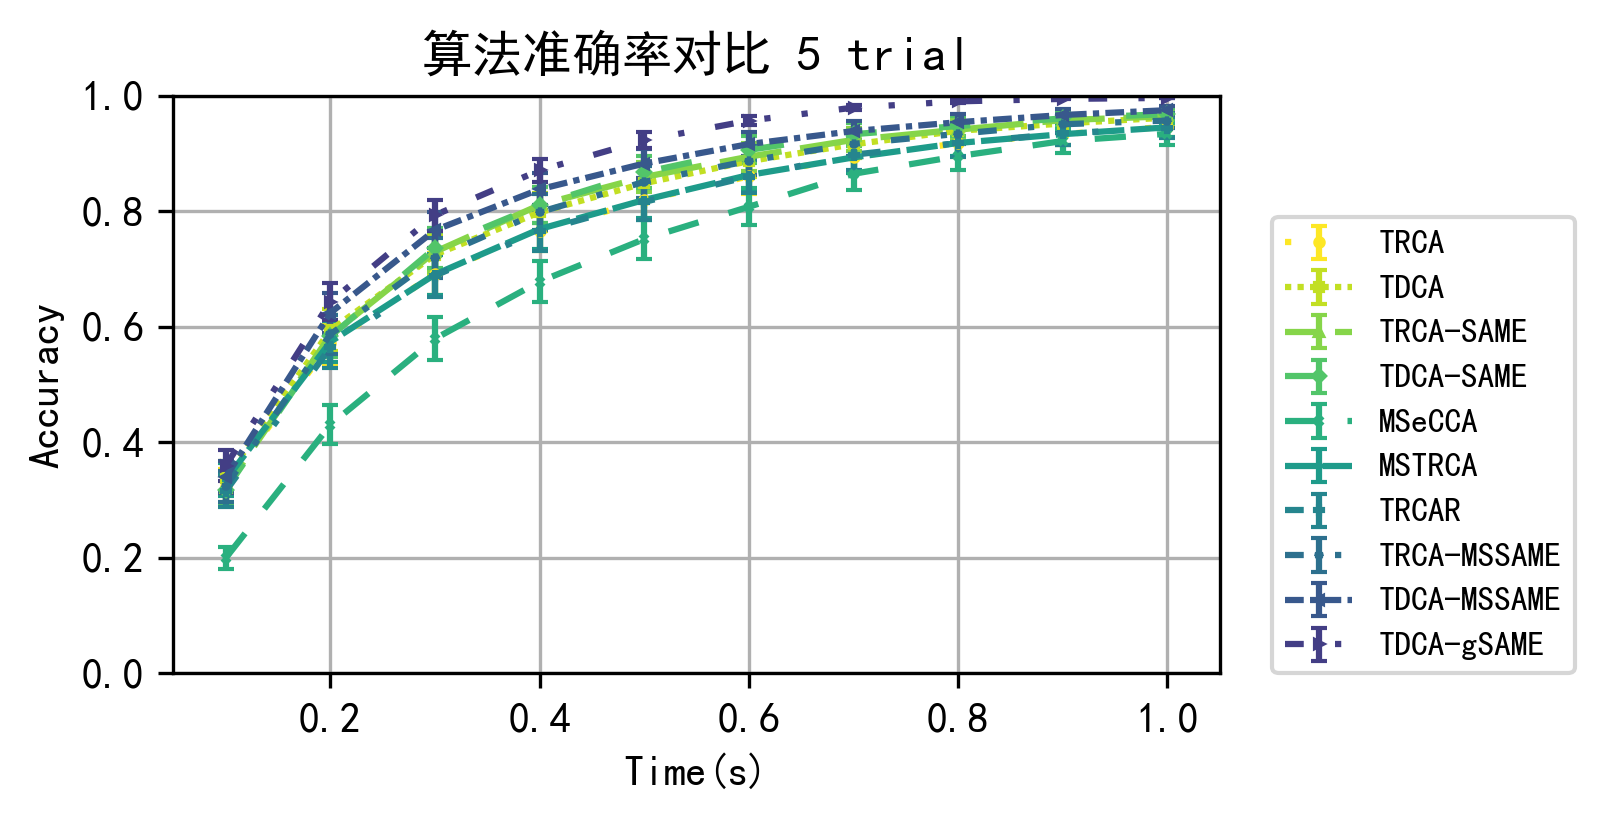 算法准确率对比 5 trial
1.0
0.8
0.6
0.4
0.2
0.0
Accuracy
0.2 0.4 0.6 0.8 1.0
Time(s)
TRCA
TDCA
TRCA-SAME
TDCA-SAME
MSeCCA
MSTRCA
TRCAR
TRCA-MSSAME
TDCA-MSSAME
TDCA-gSAME